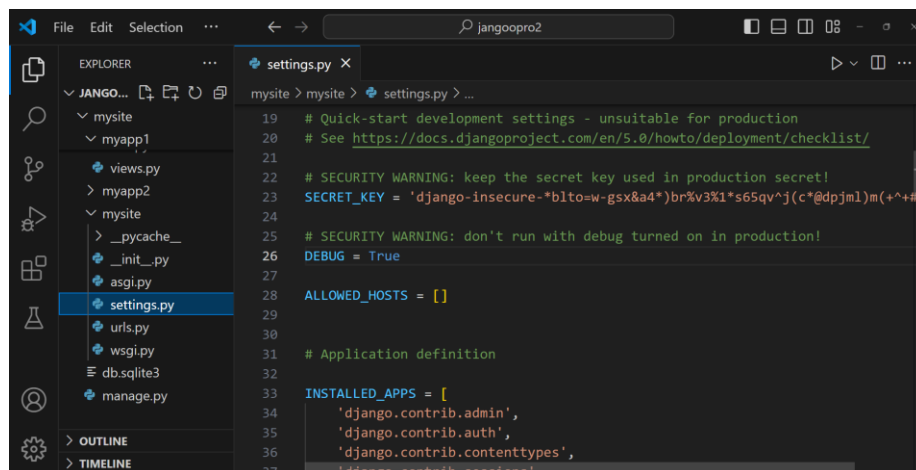 File Edit Selection ···
jangoopro2
EXPLORER ···
JANGO...
mysite
myapp1
views.py
myapp2
mysite
__pycache__
__init__.py
asgi.py
settings.py
urls.py
wsgi.py
db.sqlite3
manage.py
OUTLINE
TIMELINE
settings.py
mysite > mysite > settings.py > ...
19 # Quick-start development settings - unsuitable for production
20 # See https://docs.djangoproject.com/en/5.0/howto/deployment/checklist/
21
22 # SECURITY WARNING: keep the secret key used in production secret!
23 SECRET_KEY = 'django-insecure-*blto=w-gsx&a4*)br%v3%1*s65qv^j(c*@dpjml)m(+^+#
24
25 # SECURITY WARNING: don't run with debug turned on in production!
26 DEBUG = True
27
28 ALLOWED_HOSTS = []
29
30
31 # Application definition
32
33 INSTALLED_APPS = [
34 'django.contrib.admin',
35 'django.contrib.auth',
36 'django.contrib.contenttypes',